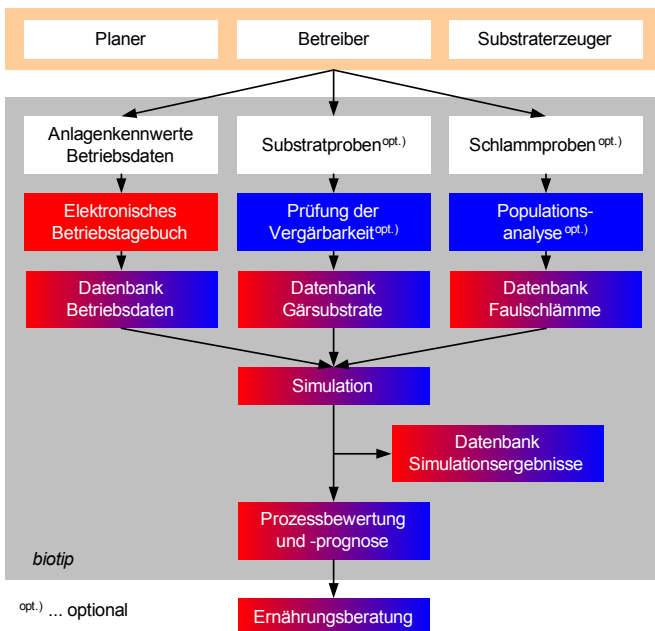 Planer
Betreiber
Substraterzeuger
Anlagenkennwerte
Betriebsdaten
Substratproben opt.)
Schlammproben opt.)
Elektronisches
Betriebstagebuch
Prüfung der
Vergärbarkeit opt.)
Populations-
analyse opt.)
Datenbank
Betriebsdaten
Datenbank
Gärsubstrate
Datenbank
Faulschlämme
Simulation
Datenbank
Simulationsergebnisse
Prozessbewertung
und -prognose
biotip
opt.) ... optional
Ernährungsberatung